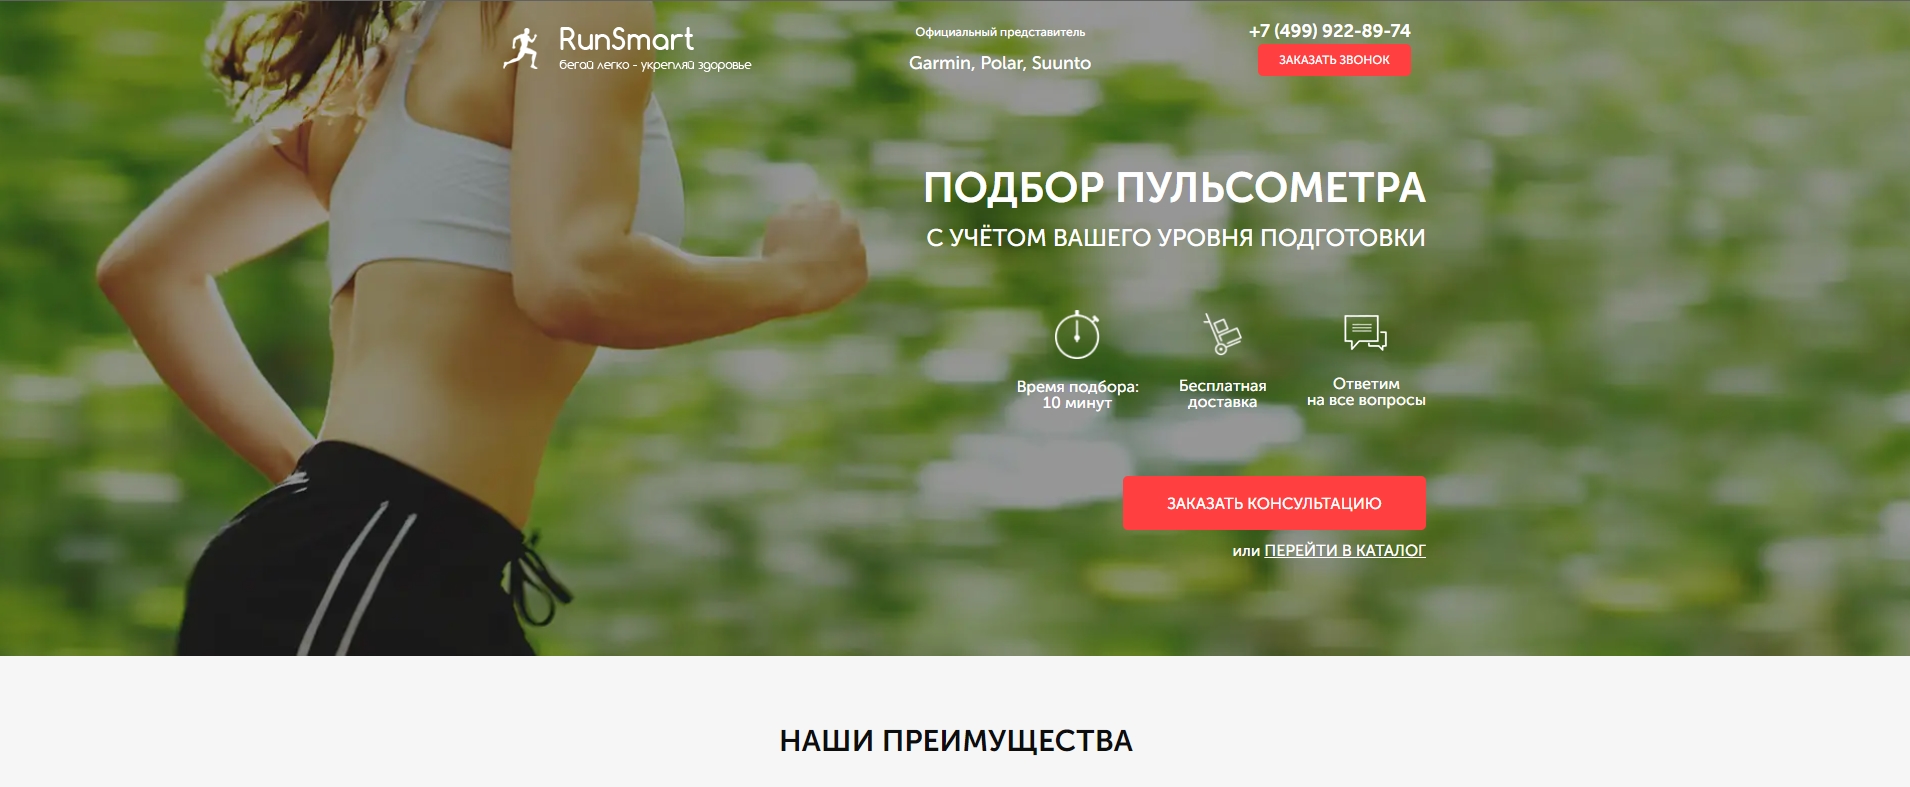 RunSmart
бегай легко - укрепляй здоровье
Официальный представитель
Garmin, Polar, Suunto
+7 (499) 922-89-74
ЗАКАЗАТЬ ЗВОНОК
ПОДБОР ПУЛЬСОМЕТРА
С УЧЁТОМ ВАШЕГО УРОВНЯ ПОДГОТОВКИ
Время подбора:
10 минут
Бесплатная
доставка
Ответим
на все вопросы
ЗАКАЗАТЬ КОНСУЛЬТАЦИЮ
или ПЕРЕЙТИ В КАТАЛОГ
НАШИ ПРЕИМУЩЕСТВА